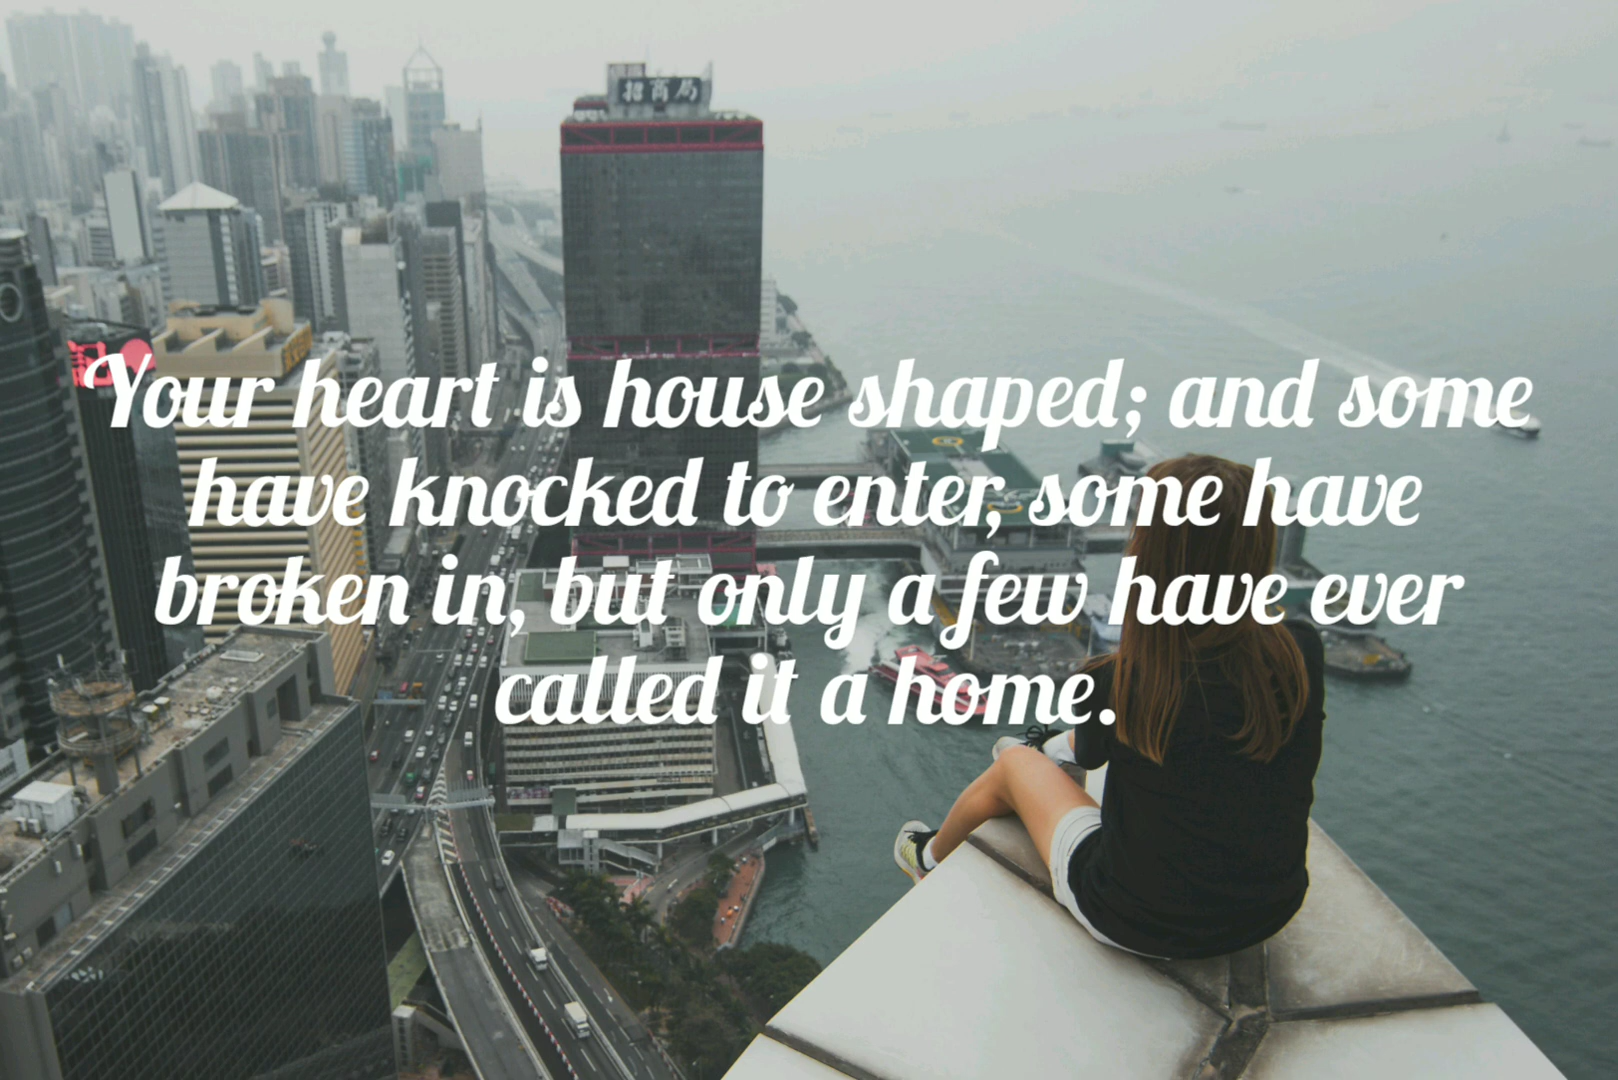 招商局
Your heart is house shaped; and some
have knocked to enter, some have
broken in, but only a few have ever
called it a home.